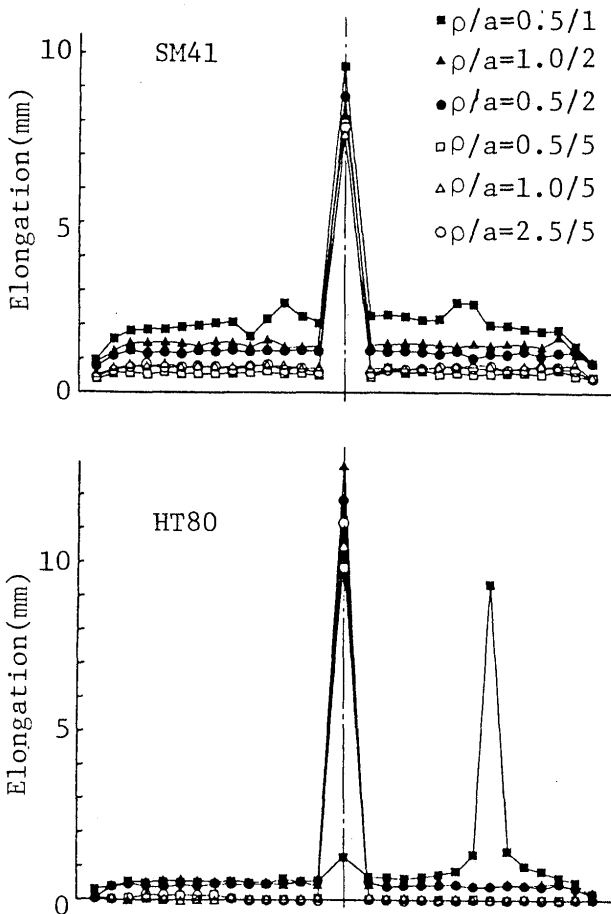 SM41
■ρ/a=0.5/1
▲ρ/a=1.0/2
●ρ/a=0.5/2
□ρ/a=0.5/5
△ρ/a=1.0/5
○ρ/a=2.5/5
10
5
0
Elongation(mm)
HT80
10
5
0
Elongation(mm)